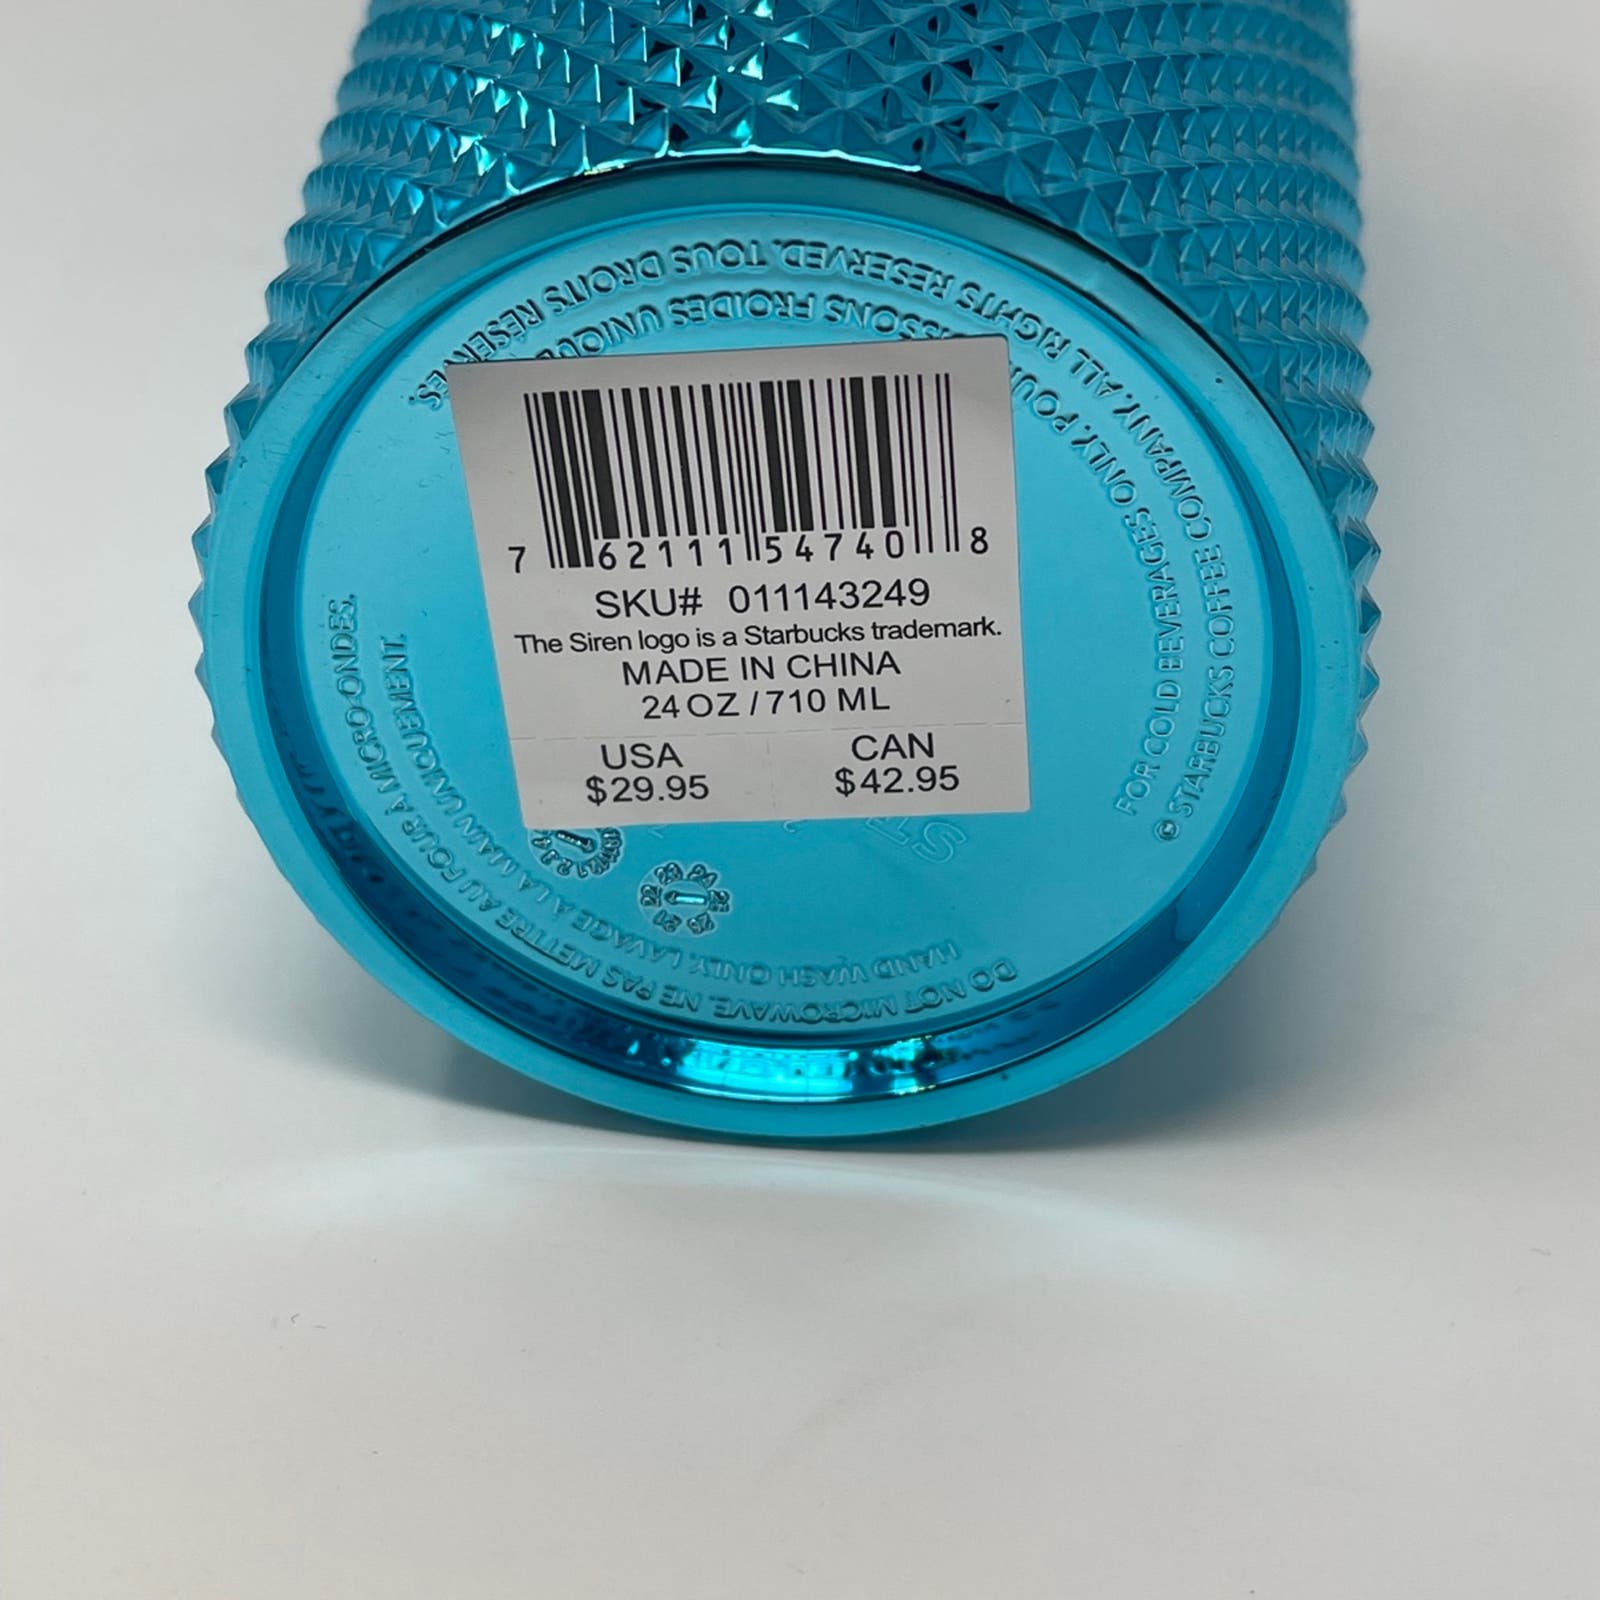 7 62111 54740 8
SKU# 011143249
The Siren logo is a Starbucks trademark.
MADE IN CHINA
24 OZ / 710 ML
USA
$29.95
CAN
$42.95
© STARBUCKS COFFEE COMPANY. ALL RIGHTS RESERVED. TOUS DROITS RÉSERVÉS.
FOR COLD BEVERAGES ONLY. FROIDES
DO NOT MICROWAVE. NE PAS METTRE AU FOUR À MICRO-ONDES.
HAND WASH ONLY. LAVAGE À LA MAIN UNIQUEMENT.